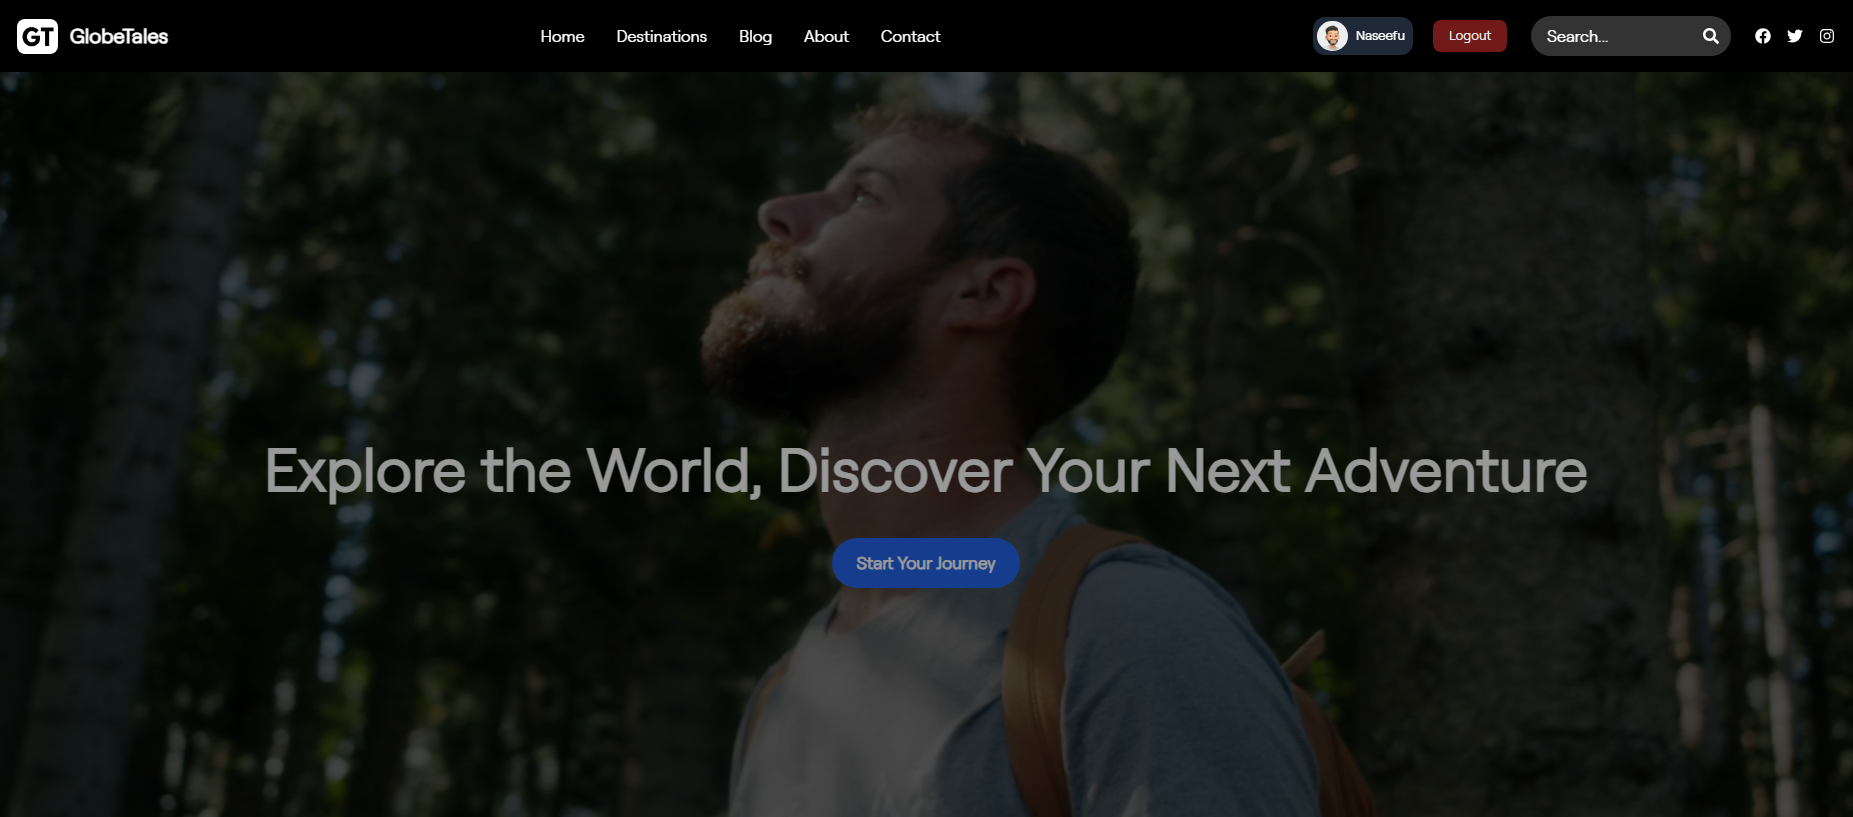 GT GlobeTales Home Destinations Blog About Contact Naseefu Logout Search...
Explore the World, Discover Your Next Adventure
Start Your Journey